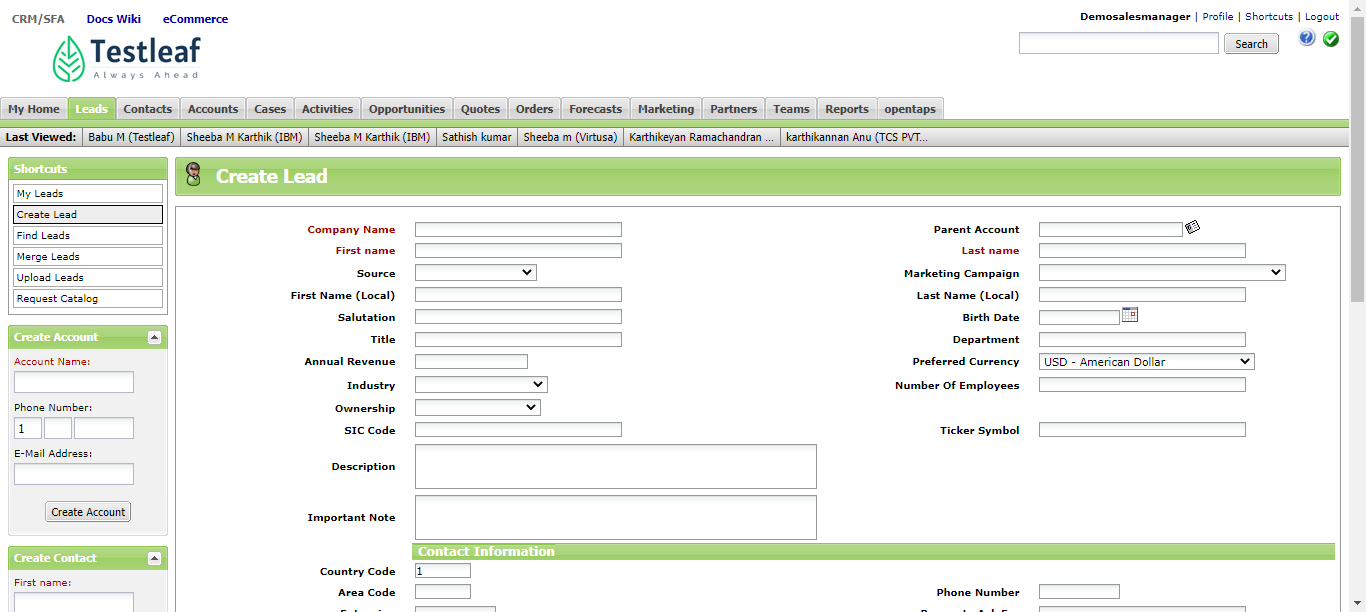 CRM/SFA Docs Wiki eCommerce
Demosalesmanager | Profile | Shortcuts | Logout
Testleaf
Always Ahead
Search
My Home Leads Contacts Accounts Cases Activities Opportunities Quotes Orders Forecasts Marketing Partners Teams Reports opentaps
Last Viewed: Babu M (Testleaf) Sheeba M Karthik (IBM) Sheeba M Karthik (IBM) Sathish kumar Sheeba m (Virtusa) Karthikeyan Ramachandran ... karthikannan Anu (TCS PVT...
Shortcuts
My Leads
Create Lead
Find Leads
Merge Leads
Upload Leads
Request Catalog
Create Account
Account Name:
Phone Number:
1
E-Mail Address:
Create Account
Create Contact
First name:
Create Lead
Company Name Parent Account
First name Last name
Source Marketing Campaign
First Name (Local) Last Name (Local)
Salutation Birth Date
Title Department
Annual Revenue Preferred Currency USD - American Dollar
Industry Number Of Employees
Ownership
SIC Code Ticker Symbol
Description
Important Note
Contact Information
Country Code 1
Area Code Phone Number